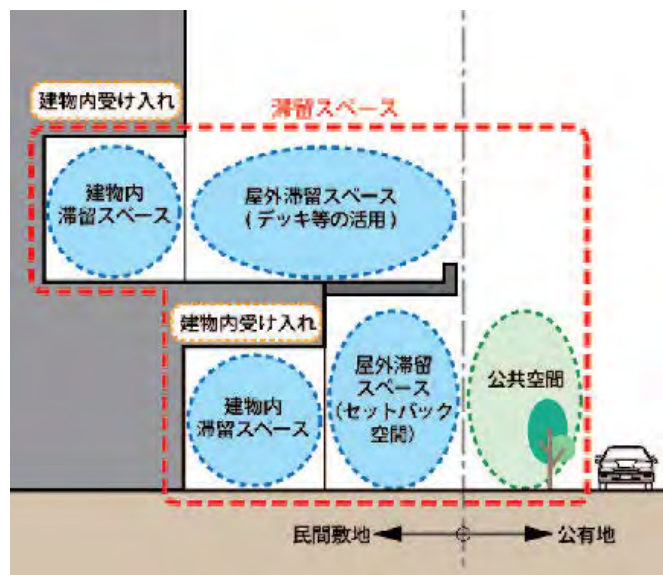 建物内受け入れ
滞留スペース
建物内
滞留スペース
屋外滞留スペース
(デッキ等の活用)
建物内受け入れ
建物内
滞留スペース
屋外滞留
スペース
(セットバック
空間)
公共空間
民間敷地
公有地